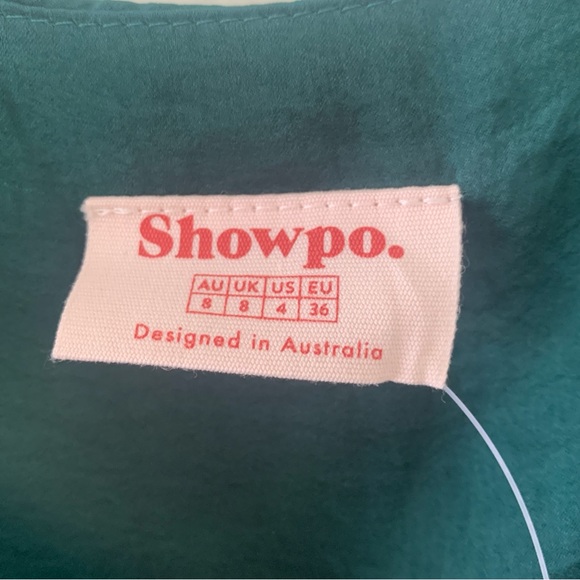 Showpo.
AU UK US EU
8 8 4 36
Designed in Australia